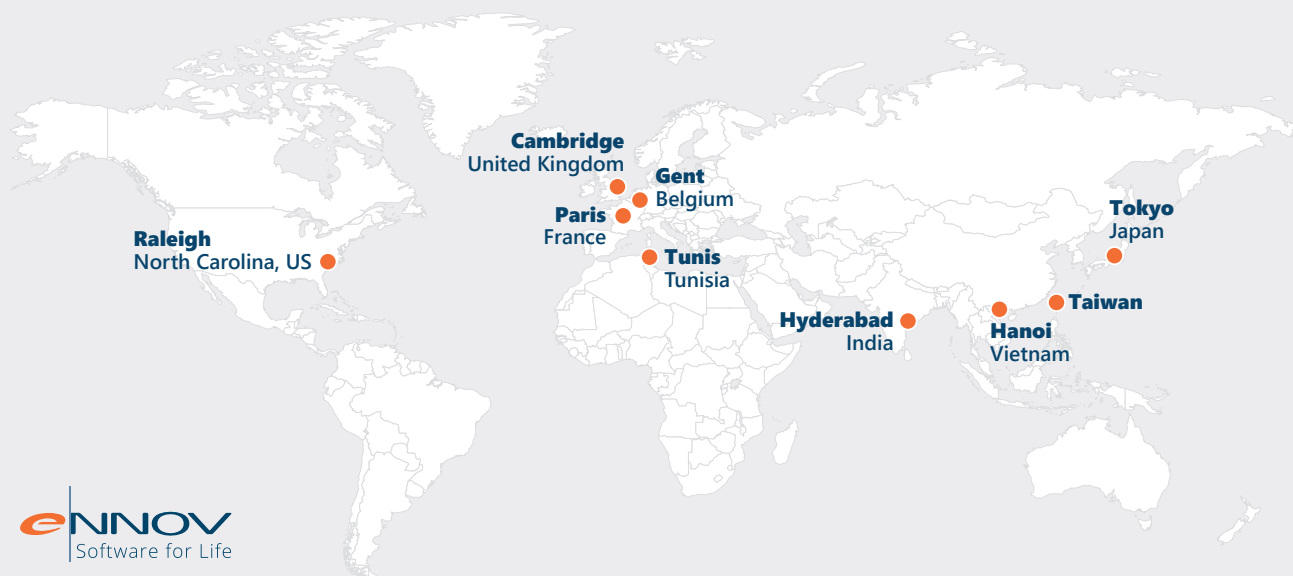 Cambridge
United Kingdom
Gent
Belgium
Paris
France
Tokyo
Japan
Raleigh
North Carolina, US
Tunis
Tunisia
Taiwan
Hyderabad
India
Hanoi
Vietnam
eNNOV
Software for Life